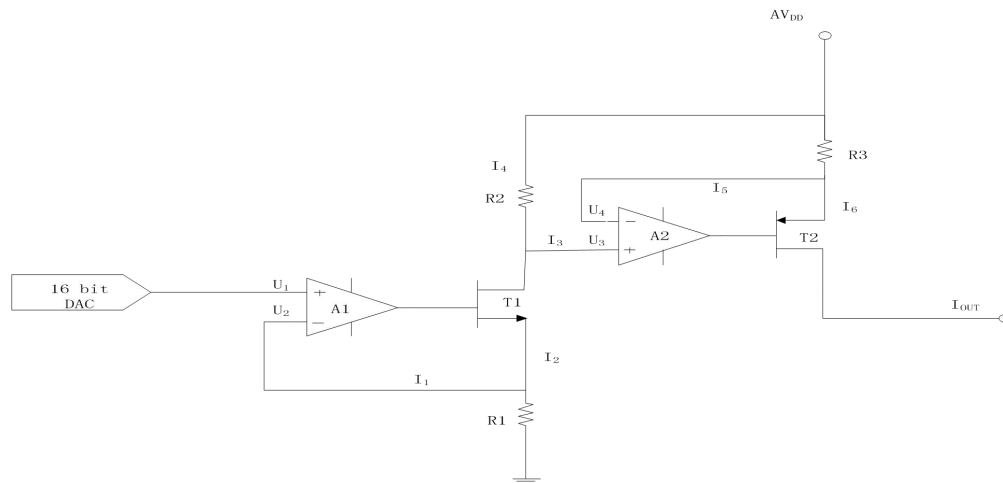 AVDD
R3
I4
R2
I5
I6
U4
−
A2
T2
I3
U3
+
16 bit
DAC
U1
+
A1
U2
−
T1
IOUT
I2
I1
R1